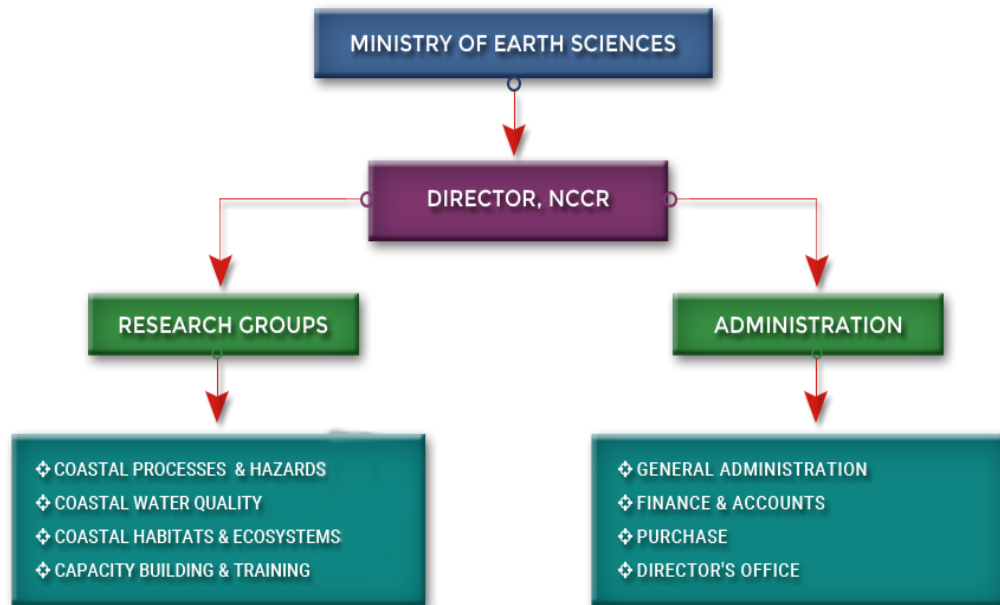 MINISTRY OF EARTH SCIENCES
DIRECTOR, NCCR
RESEARCH GROUPS
ADMINISTRATION
COASTAL PROCESSES & HAZARDS
COASTAL WATER QUALITY
COASTAL HABITATS & ECOSYSTEMS
CAPACITY BUILDING & TRAINING
GENERAL ADMINISTRATION
FINANCE & ACCOUNTS
PURCHASE
DIRECTOR'S OFFICE